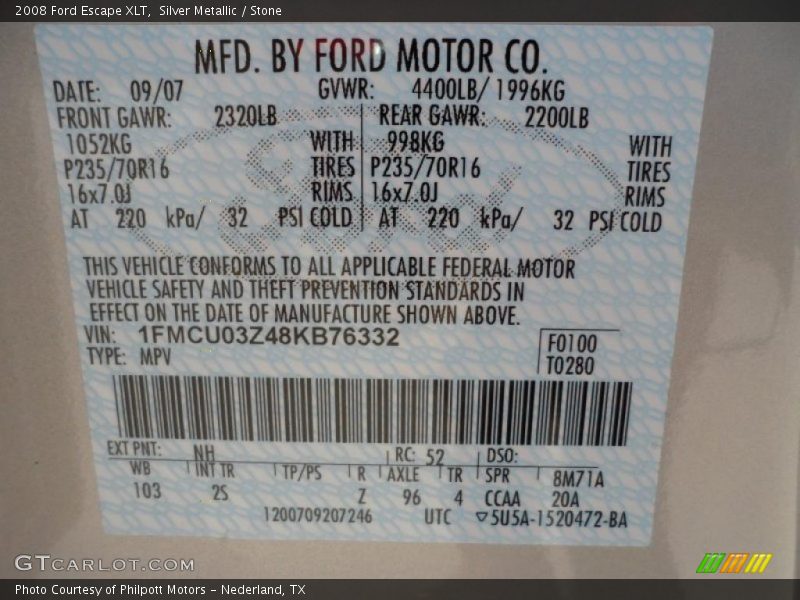 2008 Ford Escape XLT, Silver Metallic / Stone
MFD. BY FORD MOTOR CO.
DATE: 09/07 GVWR: 4400LB/ 1996KG
FRONT GAWR: 2320LB REAR GAWR: 2200LB
1052KG WITH 998KG WITH
P235/70R16 TIRES P235/70R16 TIRES
16x7.0J RIMS 16x7.0J RIMS
AT 220 kPa/ 32 PSI COLD AT 220 kPa/ 32 PSI COLD
THIS VEHICLE CONFORMS TO ALL APPLICABLE FEDERAL MOTOR
VEHICLE SAFETY AND THEFT PREVENTION STANDARDS IN
EFFECT ON THE DATE OF MANUFACTURE SHOWN ABOVE.
VIN: 1FMCU03Z48KB76332 F0100
TYPE: MPV T0280
EXT PNT: NH RC: 52 DSO:
WB INT TR TP/PS R AXLE TR SPR 8M71A
103 2S Z 96 4 CCAA 20A
1200709207246 UTC ▽5U5A-1520472-BA
GTCARLOT.COM
Photo Courtesy of Philpott Motors - Nederland, TX